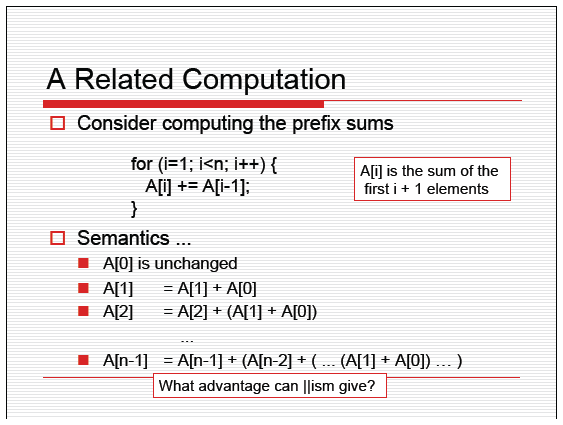 A Related Computation
Consider computing the prefix sums
for (i=1; i<n; i++) {
A[i] += A[i-1];
}
A[i] is the sum of the
first i + 1 elements
Semantics ...
A[0] is unchanged
A[1] = A[1] + A[0]
A[2] = A[2] + (A[1] + A[0])
...
A[n-1] = A[n-1] + (A[n-2] + ( ... (A[1] + A[0]) … )
What advantage can ||ism give?